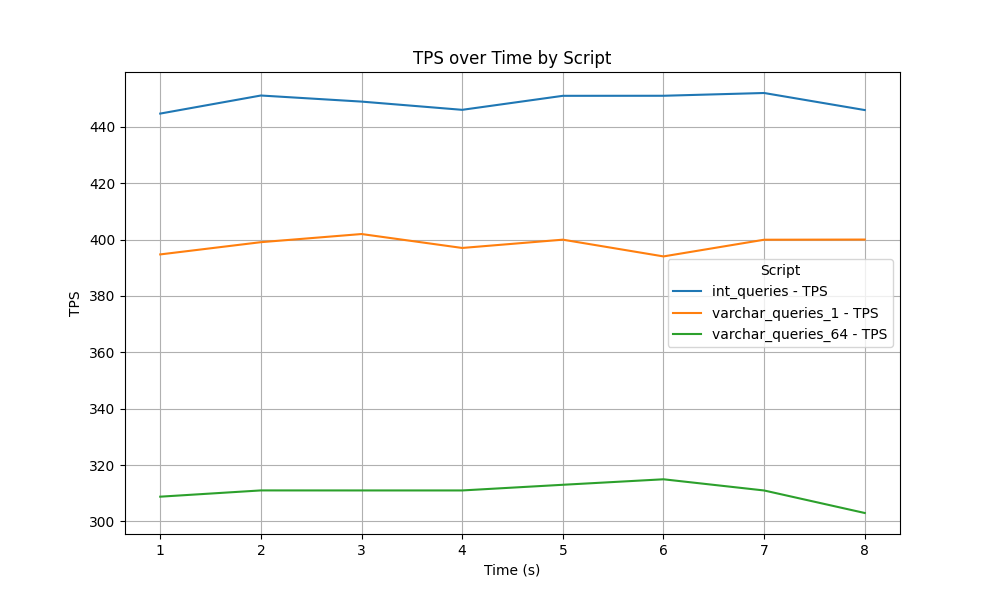 TPS over Time by Script
TPS
440
420
400
380
360
340
320
300
Script
int_queries - TPS
varchar_queries_1 - TPS
varchar_queries_64 - TPS
1 2 3 4 5 6 7 8
Time (s)